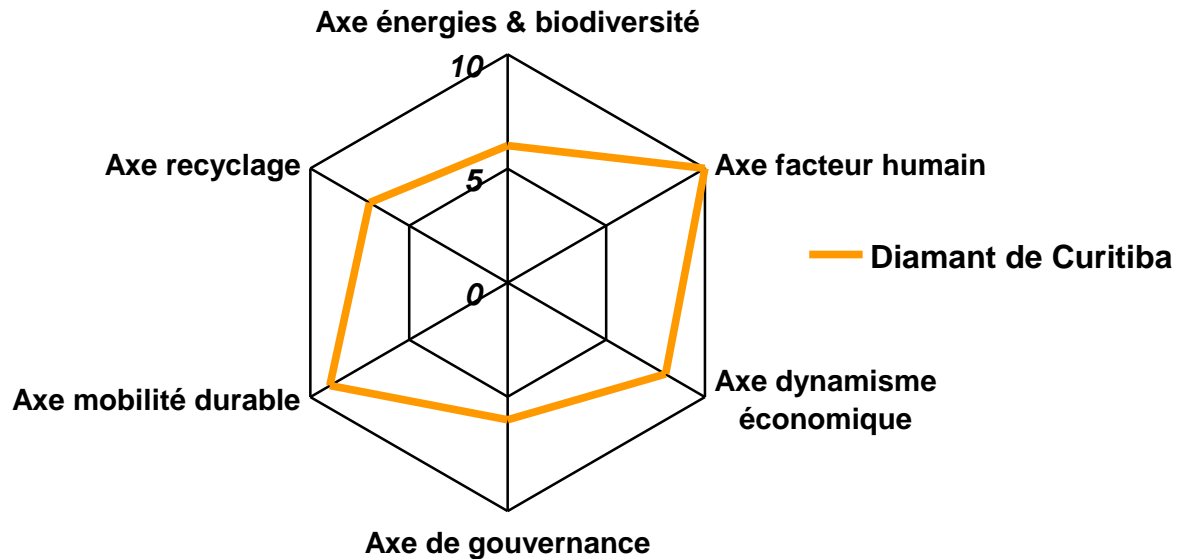 Axe énergies & biodiversité
10
Axe recyclage
Axe facteur humain
5
Diamant de Curitiba
0
Axe mobilité durable
Axe dynamisme
économique
Axe de gouvernance